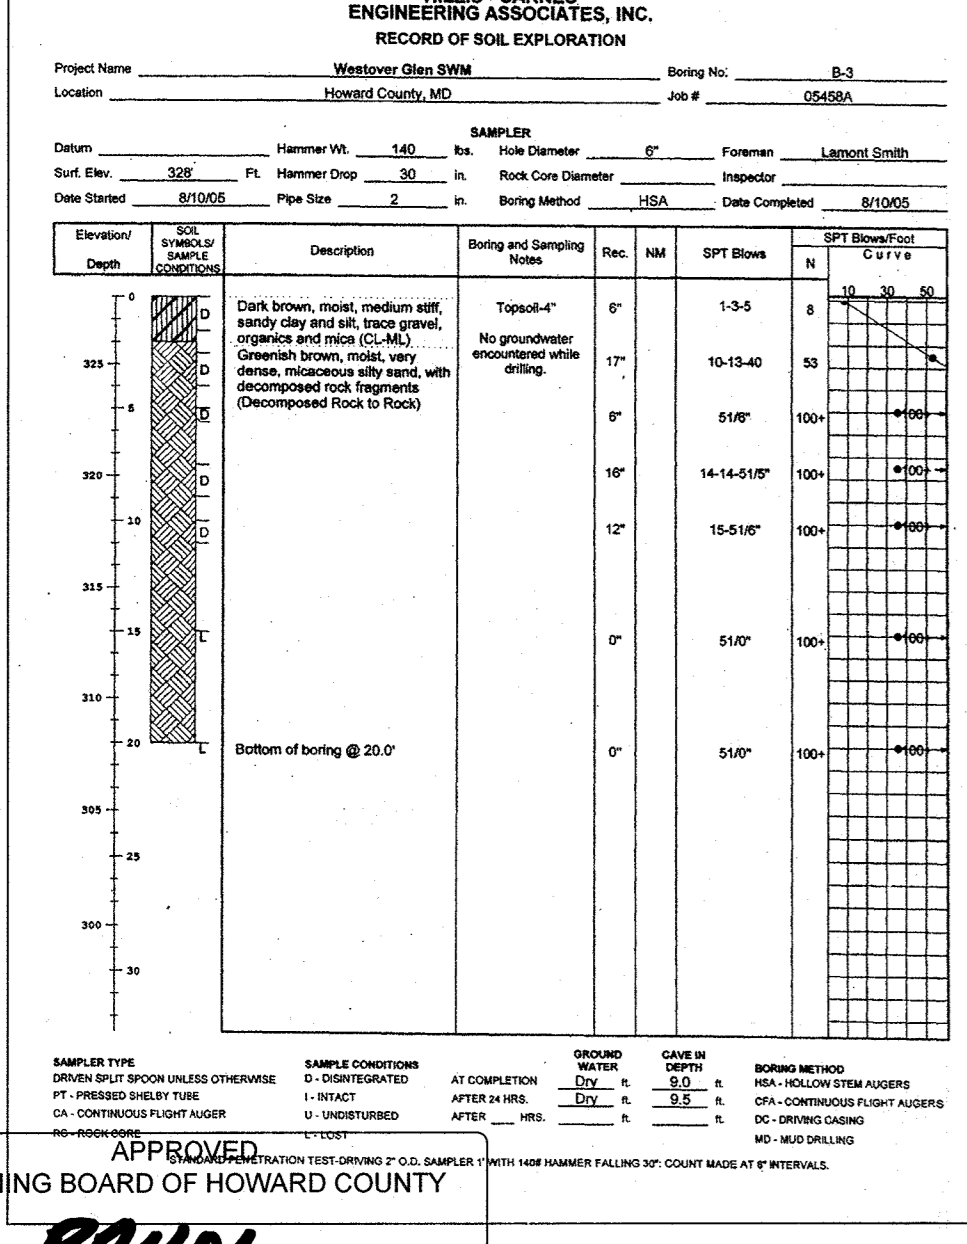 ENGINEERING ASSOCIATES, INC.
RECORD OF SOIL EXPLORATION
Project Name Westover Glen SWM Boring No: B-3
Location Howard County, MD Job # 05458A
SAMPLER
Datum Hammer Wt. 140 lbs. Hole Diameter 6" Foreman Lamont Smith
Surf. Elev. 328' Ft. Hammer Drop 30 in. Rock Core Diameter Inspector
Date Started 8/10/05 Pipe Size 2 in. Boring Method HSA Date Completed 8/10/05
Elevation/ Depth SOIL SYMBOLS/ SAMPLE CONDITIONS Description Boring and Sampling Notes Rec. NM SPT Blows N SPT Blows/Foot Curve
10 30 50
0 D Dark brown, moist, medium stiff, Topsoil-4" 6" 1-3-5 8
sandy clay and silt, trace gravel,
organics and mica (CL-ML) No groundwater
325 D Greenish brown, moist, very encountered while 17" 10-13-40 53
dense, micaceous silty sand, with drilling.
decomposed rock fragments
(Decomposed Rock to Rock)
5 D 6" 51/6" 100+ 100
320 D 16" 14-14-51/5" 100+ 100
10 D 12" 15-51/6" 100+ 100
315
15 L 0" 51/0" 100+ 100
310
20 L Bottom of boring @ 20.0' 0" 51/0" 100+ 100
305
25
300
30
SAMPLER TYPE SAMPLE CONDITIONS GROUND WATER CAVE IN DEPTH BORING METHOD
DRIVEN SPLIT SPOON UNLESS OTHERWISE D - DISINTEGRATED AT COMPLETION Dry ft. 9.0 ft. HSA - HOLLOW STEM AUGERS
PT - PRESSED SHELBY TUBE I - INTACT AFTER 24 HRS. Dry ft. 9.5 ft. CFA - CONTINUOUS FLIGHT AUGERS
CA - CONTINUOUS FLIGHT AUGER U - UNDISTURBED AFTER ___ HRS. ft. ft. DC - DRIVING CASING
RC - ROCK CORE L - LOST MD - MUD DRILLING
APPROVED
STANDARD PENETRATION TEST-DRIVING 2" O.D. SAMPLER 1' WITH 140# HAMMER FALLING 30": COUNT MADE AT 6" INTERVALS.
ING BOARD OF HOWARD COUNTY